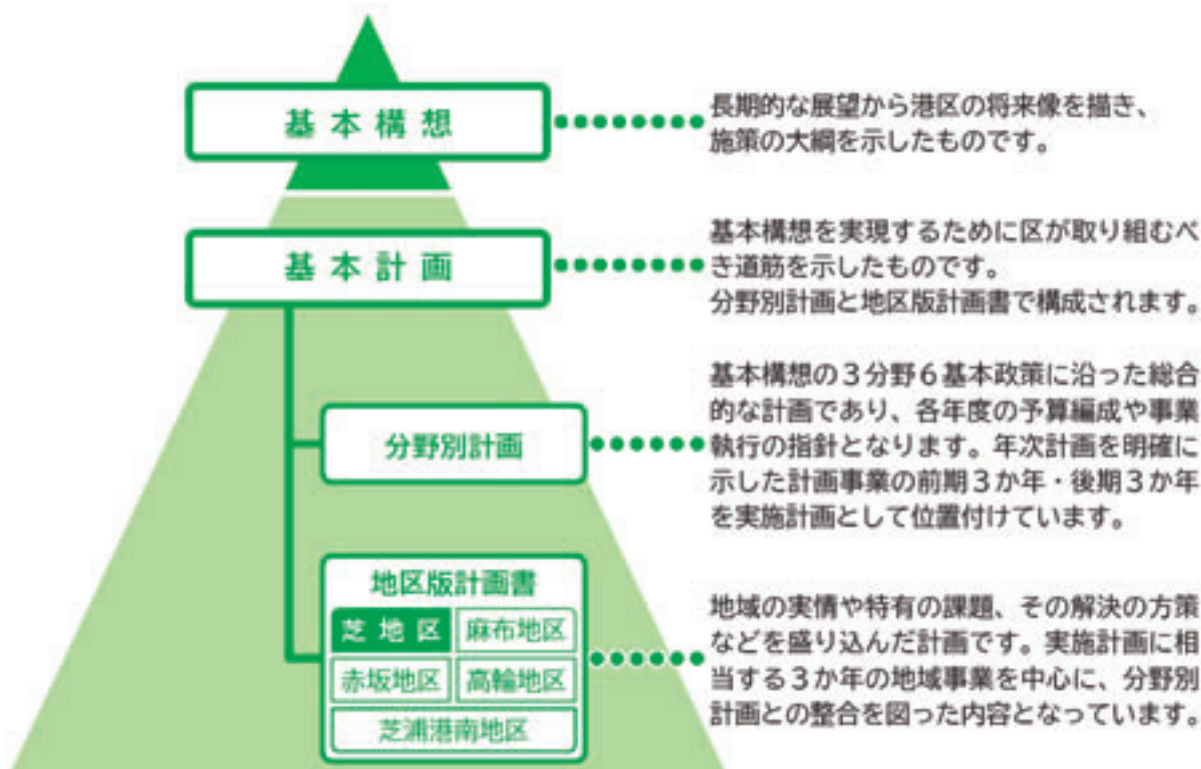 基本構想
長期的な展望から港区の将来像を描き、
施策の大綱を示したものです。
基本計画
基本構想を実現するために区が取り組むべ
き道筋を示したものです。
分野別計画と地区版計画書で構成されます。
分野別計画
基本構想の3分野6基本政策に沿った総合
的な計画であり、各年度の予算編成や事業
執行の指針となります。年次計画を明確に
示した計画事業の前期3か年・後期3か年
を実施計画として位置付けています。
地区版計画書
芝地区
麻布地区
赤坂地区
高輪地区
芝浦港南地区
地域の実情や特有の課題、その解決の方策
などを盛り込んだ計画です。実施計画に相
当する3か年の地域事業を中心に、分野別
計画との整合を図った内容となっています。